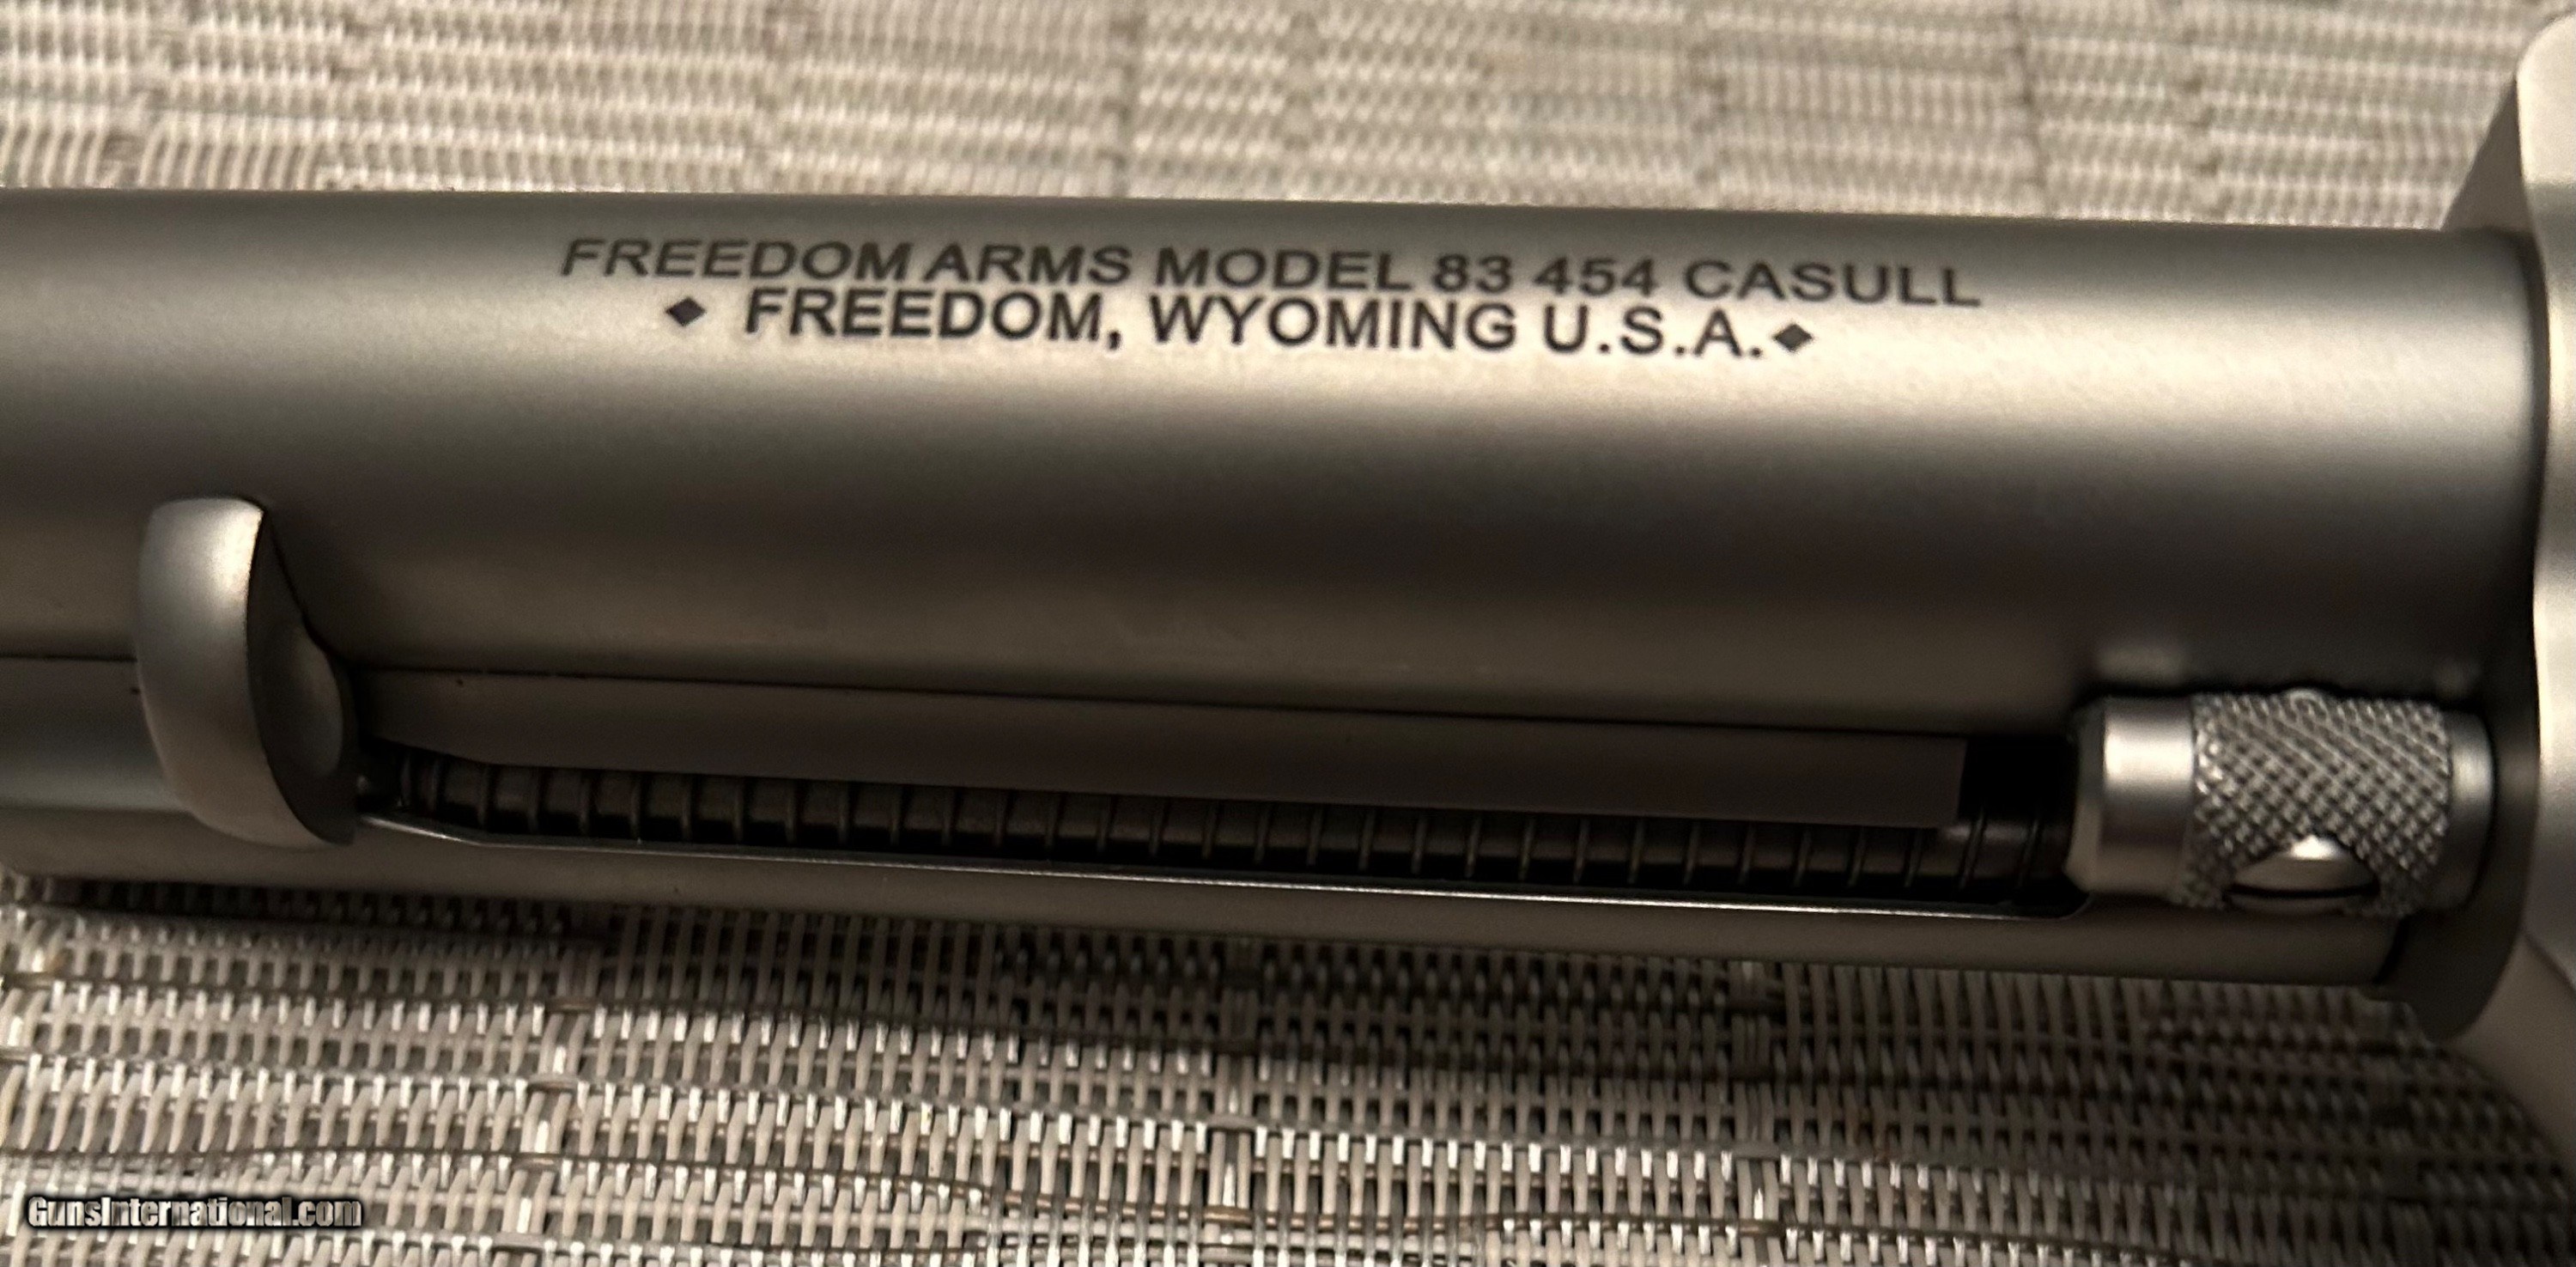 FREEDOM ARMS MODEL 83 454 CASULL
◆ FREEDOM, WYOMING U.S.A. ◆
GunsInternational.com